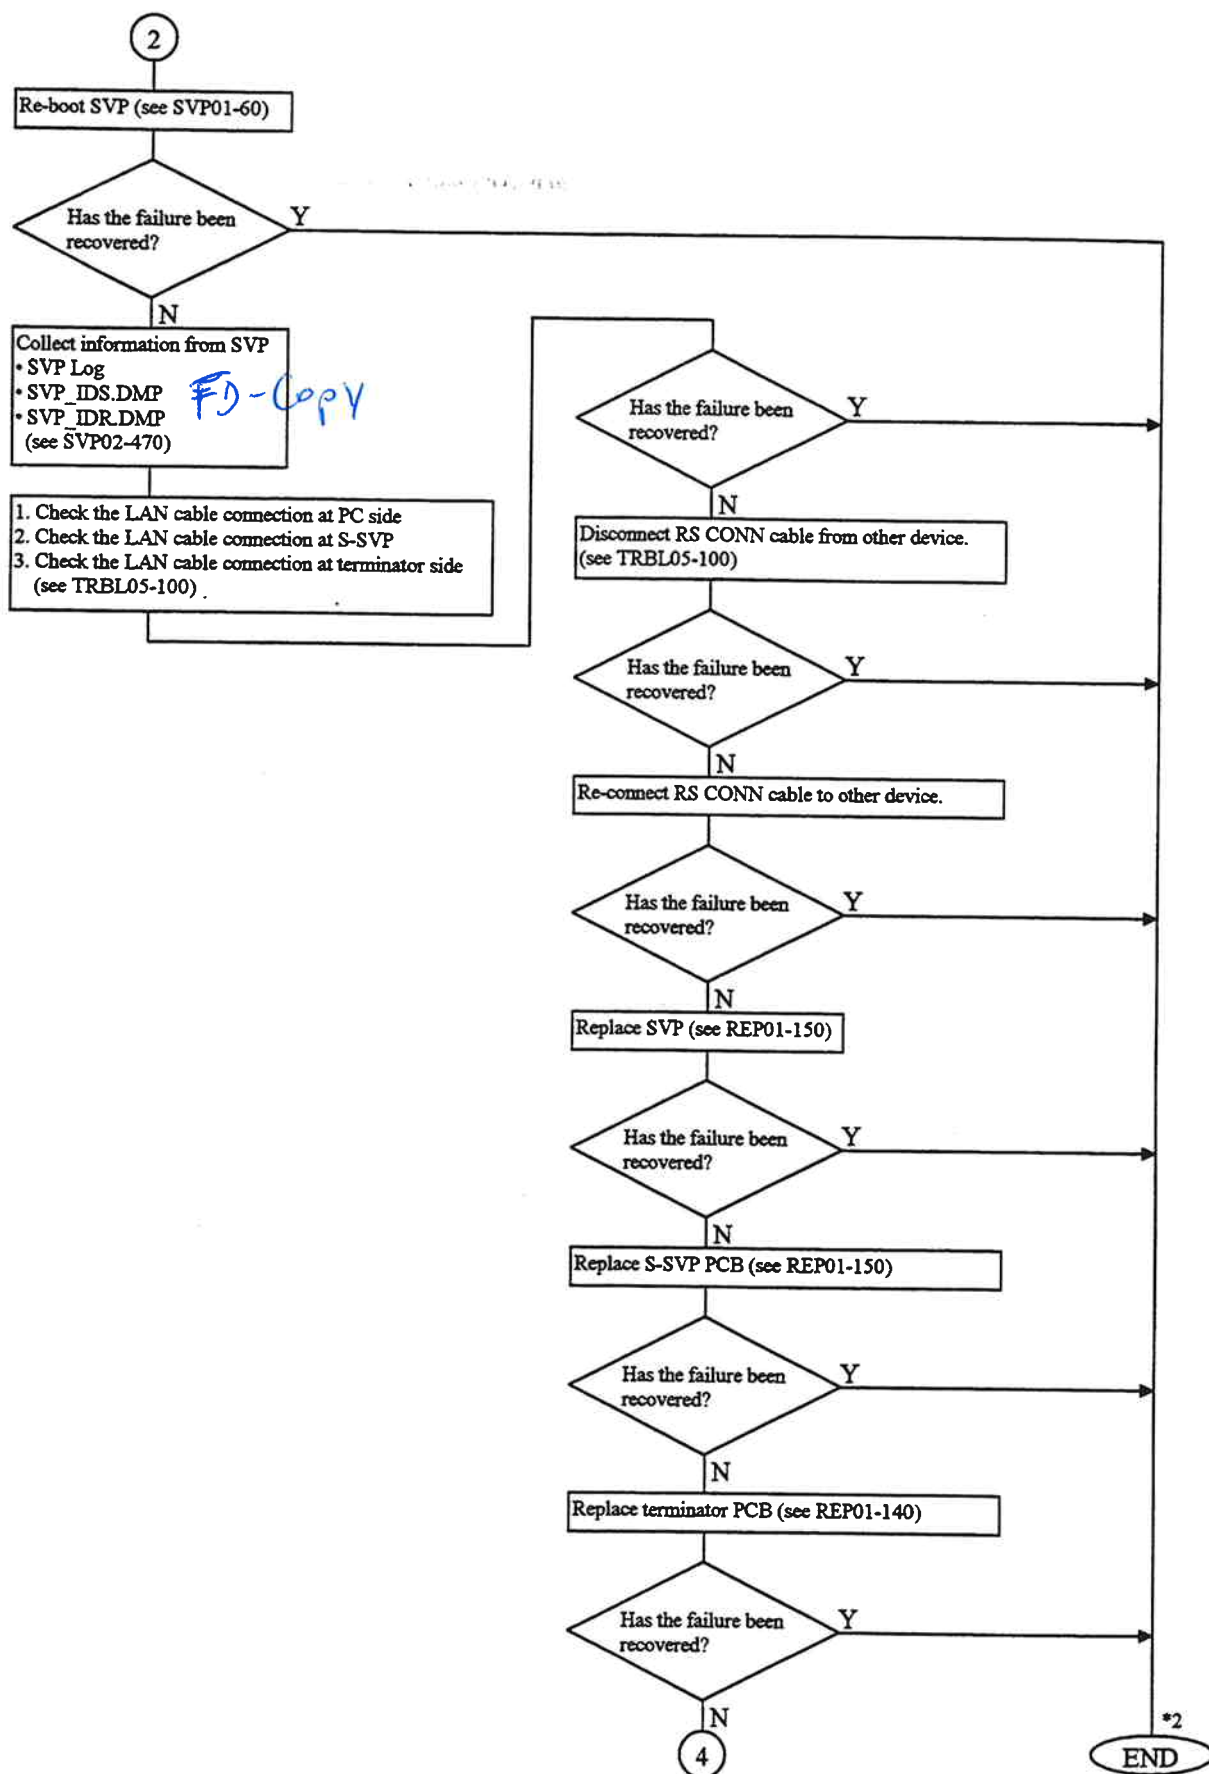 2
Re-boot SVP (see SVP01-60)
Has the failure been
recovered?
Y
N
Collect information from SVP
• SVP Log
• SVP_IDS.DMP
• SVP_IDR.DMP
(see SVP02-470)
FD-Copy
1. Check the LAN cable connection at PC side
2. Check the LAN cable connection at S-SVP
3. Check the LAN cable connection at terminator side
(see TRBL05-100)
Has the failure been
recovered?
Y
N
Disconnect RS CONN cable from other device.
(see TRBL05-100)
Has the failure been
recovered?
Y
N
Re-connect RS CONN cable to other device.
Has the failure been
recovered?
Y
N
Replace SVP (see REP01-150)
Has the failure been
recovered?
Y
N
Replace S-SVP PCB (see REP01-150)
Has the failure been
recovered?
Y
N
Replace terminator PCB (see REP01-140)
Has the failure been
recovered?
Y
N
4
*2
END